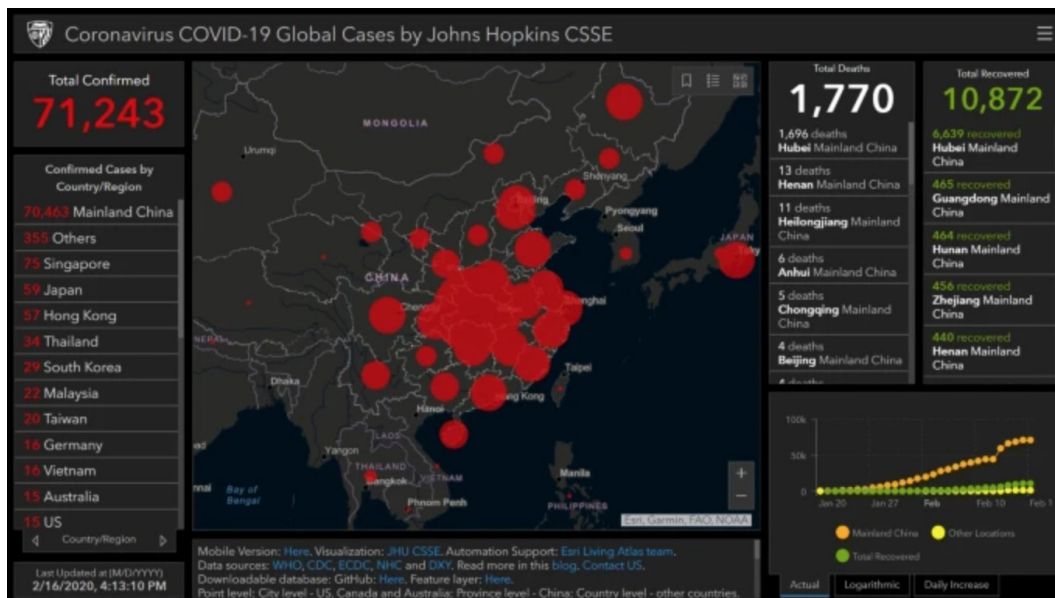 Coronavirus COVID-19 Global Cases by Johns Hopkins CSSE
Total Confirmed
71,243
Confirmed Cases by
Country/Region
70,463 Mainland China
355 Others
75 Singapore
59 Japan
57 Hong Kong
34 Thailand
29 South Korea
22 Malaysia
20 Taiwan
16 Germany
16 Vietnam
15 Australia
15 US
Country/Region
Last Updated at (M/D/YYYY)
2/16/2020, 4:13:10 PM
MONGOLIA
Urumqi
Shenyang
Pyongyang
Seoul
JAPAN
CHINA
NEPAL
Dhaka
Taipei
Hong Kong
Hanoi
LAOS
Yangon
THAILAND
VIETNAM
Bangkok
Bay of
Bengal
Phnom Penh
Manila
PHILIPPINES
Esri, Garmin, FAO, NOAA
Mobile Version: Here. Visualization: JHU CSSE. Automation Support: Esri Living Atlas team.
Data sources: WHO, CDC, ECDC, NHC and DXY. Read more in this blog. Contact US.
Downloadable database: GitHub: Here. Feature layer: Here.
Point level: City level - US, Canada and Australia; Province level - China; Country level - other countries.
Total Deaths
1,770
1,696 deaths
Hubei Mainland China
13 deaths
Henan Mainland China
11 deaths
Heilongjiang Mainland
China
6 deaths
Anhui Mainland China
5 deaths
Chongqing Mainland
China
4 deaths
Beijing Mainland China
4 deaths
Total Recovered
10,872
6,639 recovered
Hubei Mainland
China
465 recovered
Guangdong Mainland
China
464 recovered
Hunan Mainland
China
456 recovered
Zhejiang Mainland
China
440 recovered
Henan Mainland
China
100k
50k
0
Jan 20 Jan 27 Feb Feb 10 Feb 1
Mainland China
Other Locations
Total Recovered
Actual
Logarithmic
Daily Increase